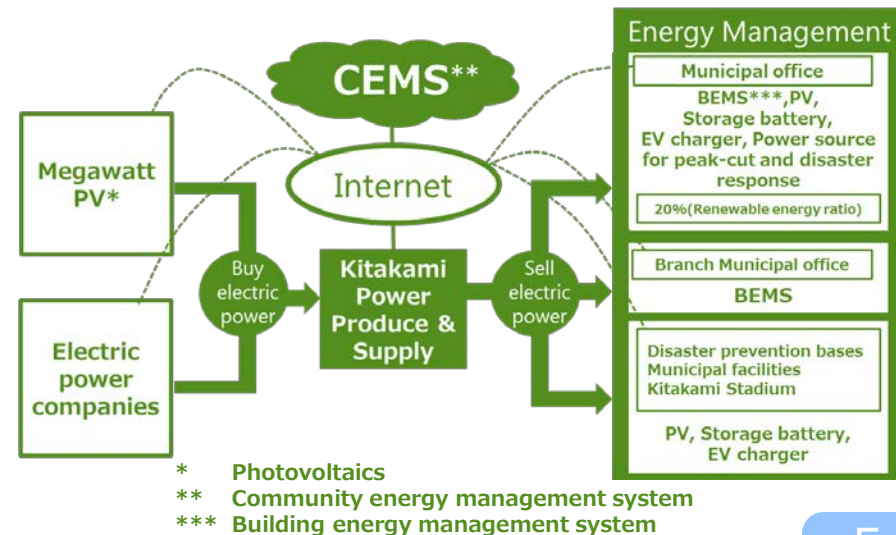 CEMS**
Internet
Megawatt
PV*
Electric
power
companies
Buy
electric
power
Kitakami
Power
Produce &
Supply
Sell
electric
power
Energy Management
Municipal office
BEMS***,PV,
Storage battery,
EV charger, Power source
for peak-cut and disaster
response
20%(Renewable energy ratio)
Branch Municipal office
BEMS
Disaster prevention bases
Municipal facilities
Kitakami Stadium
PV, Storage battery,
EV charger
* Photovoltaics
** Community energy management system
*** Building energy management system